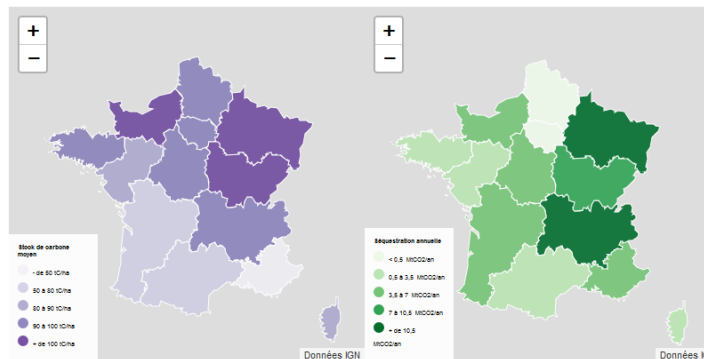 +
−
Stock de carbone
moyen
- de 50 tC/ha
50 à 80 tC/ha
80 à 90 tC/ha
90 à 100 tC/ha
+ de 100 tC/ha
Données IGN
+
−
Séquestration annuelle
< 0,5 MtCO2/an
0,5 à 3,5 MtCO2/an
3,5 à 7 MtCO2/an
7 à 10,5 MtCO2/an
+ de 10,5
MtCO2/an
Données IG